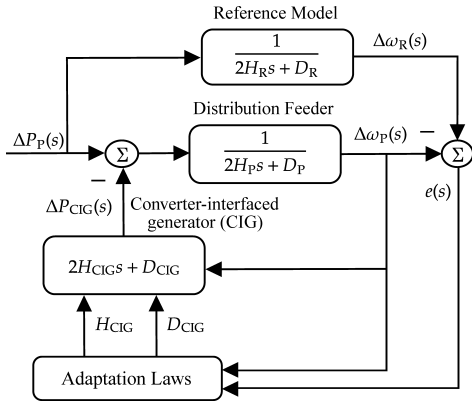 Reference Model
1
2H_R s + D_R
Δω_R(s)
Distribution Feeder
ΔP_P(s)
Σ
1
2H_P s + D_P
Δω_P(s)
−
Σ
−
e(s)
ΔP_CIG(s)
Converter-interfaced
generator (CIG)
2H_CIG s + D_CIG
H_CIG
D_CIG
Adaptation Laws